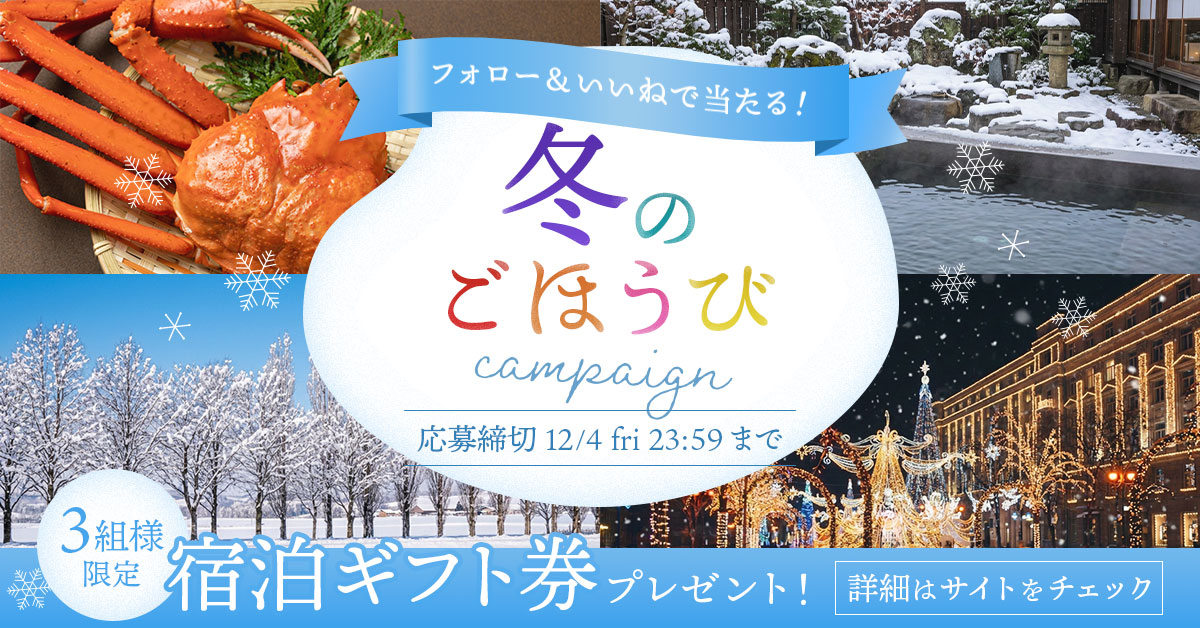 フォロー＆いいねで当たる！
冬の
ごほうび
campaign
応募締切 12/4 fri 23:59 まで
3組様
限定
宿泊ギフト券プレゼント！
詳細はサイトをチェック